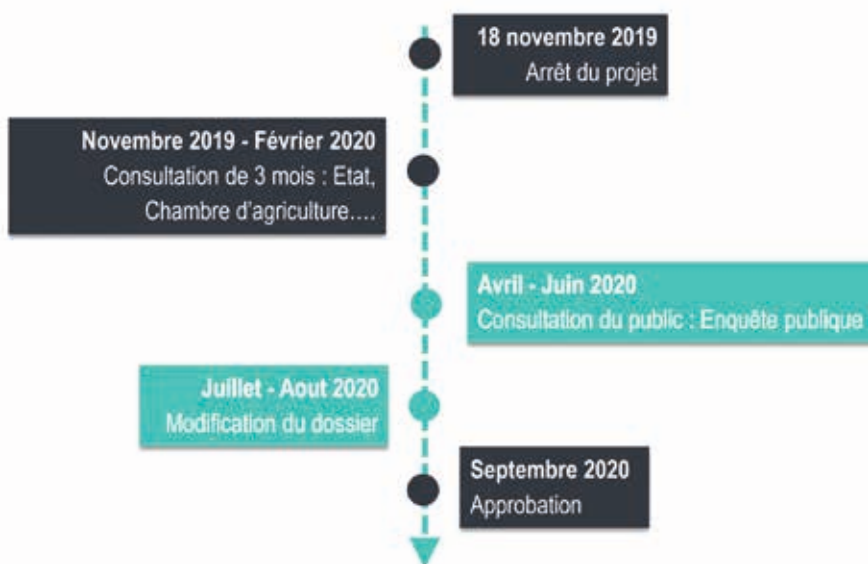 18 novembre 2019
Arrêt du projet
Novembre 2019 - Février 2020
Consultation de 3 mois : Etat,
Chambre d'agriculture....
Avril - Juin 2020
Consultation du public : Enquête publique
Juillet - Aout 2020
Modification du dossier
Septembre 2020
Approbation